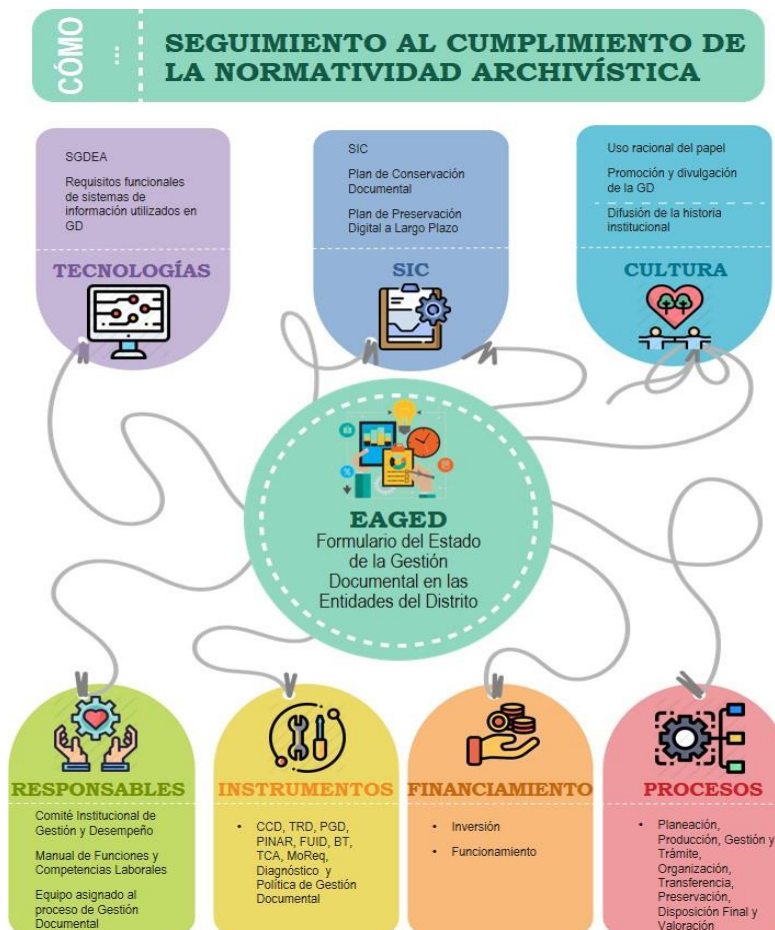 CÓMO
...
SEGUIMIENTO AL CUMPLIMIENTO DE
LA NORMATIVIDAD ARCHIVÍSTICA
SGDEA
Requisitos funcionales
de sistemas de
información utilizados en
GD
TECNOLOGÍAS
SIC
Plan de Conservación
Documental
Plan de Preservación
Digital a Largo Plazo
SIC
Uso racional del papel
Promoción y divulgación
de la GD
Difusión de la historia
institucional
CULTURA
EAGED
Formulario del Estado
de la Gestión
Documental en las
Entidades del Distrito
RESPONSABLES
Comité Institucional de
Gestión y Desempeño
Manual de Funciones y
Competencias Laborales
Equipo asignado al
proceso de Gestión
Documental
INSTRUMENTOS
• CCD, TRD, PGD,
PINAR, FUID, BT,
TCA, MoReq,
Diagnóstico y
Política de Gestión
Documental
FINANCIAMIENTO
• Inversión
• Funcionamiento
PROCESOS
• Planeación,
Producción, Gestión y
Trámite,
Organización,
Transferencia,
Preservación,
Disposición Final y
Valoración